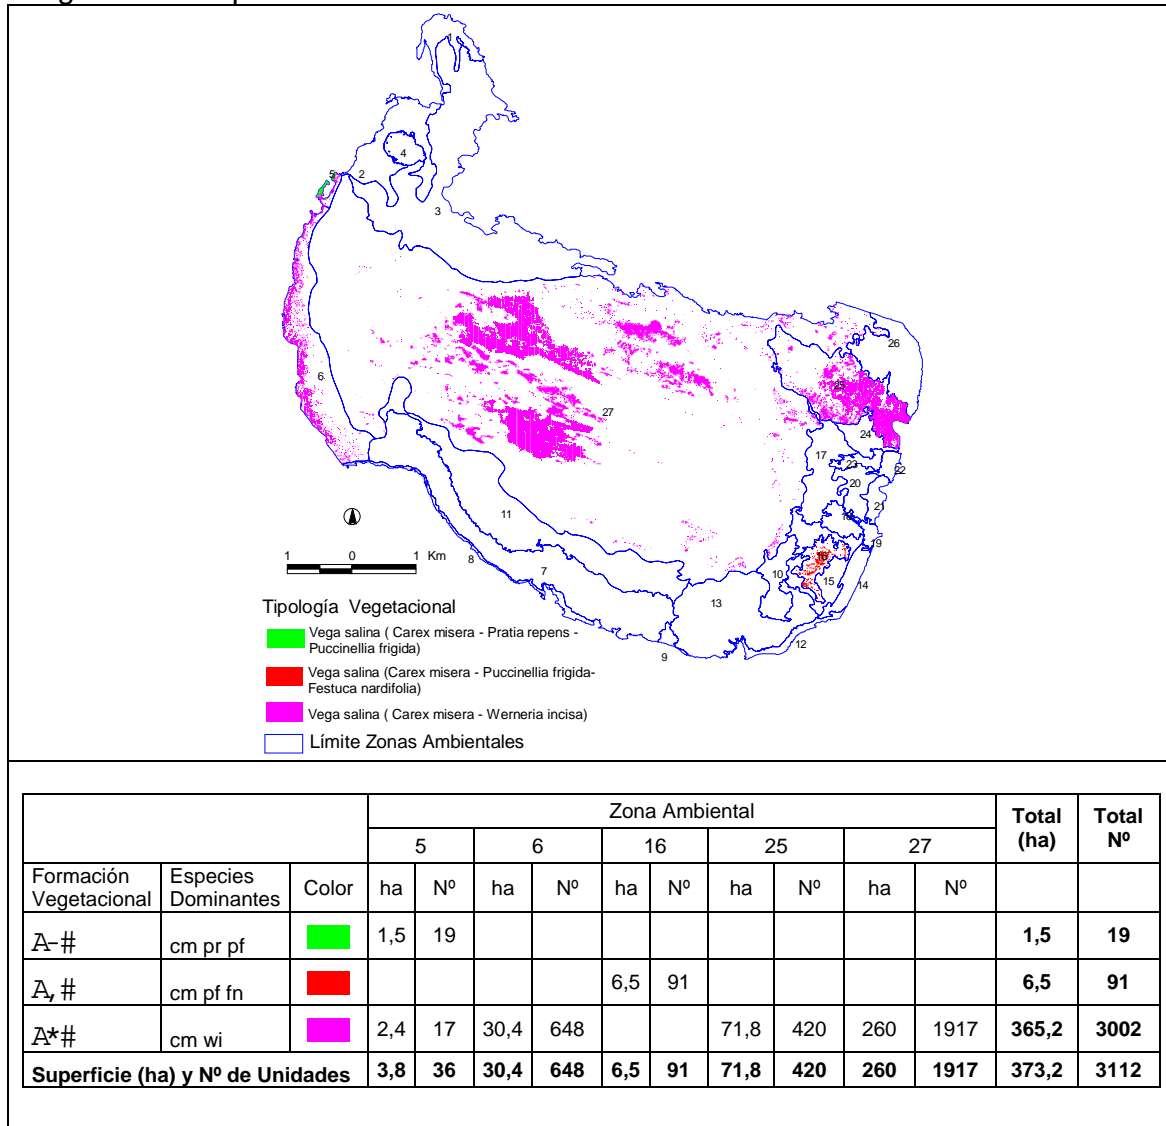 1
4
5 2
3
26
6
25
27
24
17
23
22
20
11
18
21
19
1 0 1 Km
8
16
7
10
15
14
13
12
9
Tipología Vegetacional
Vega salina ( Carex misera - Pratia repens -
Puccinellia frigida)
Vega salina (Carex misera - Puccinellia frigida-
Festuca nardifolia)
Vega salina ( Carex misera - Werneria incisa)
Límite Zonas Ambientales
Zona Ambiental Total (ha) Total Nº
5 6 16 25 27
Formación Vegetacional Especies Dominantes Color ha Nº ha Nº ha Nº ha Nº ha Nº
A-# cm pr pf 1,5 19 1,5 19
A,# cm pf fn 6,5 91 6,5 91
A*# cm wi 2,4 17 30,4 648 71,8 420 260 1917 365,2 3002
Superficie (ha) y Nº de Unidades 3,8 36 30,4 648 6,5 91 71,8 420 260 1917 373,2 3112